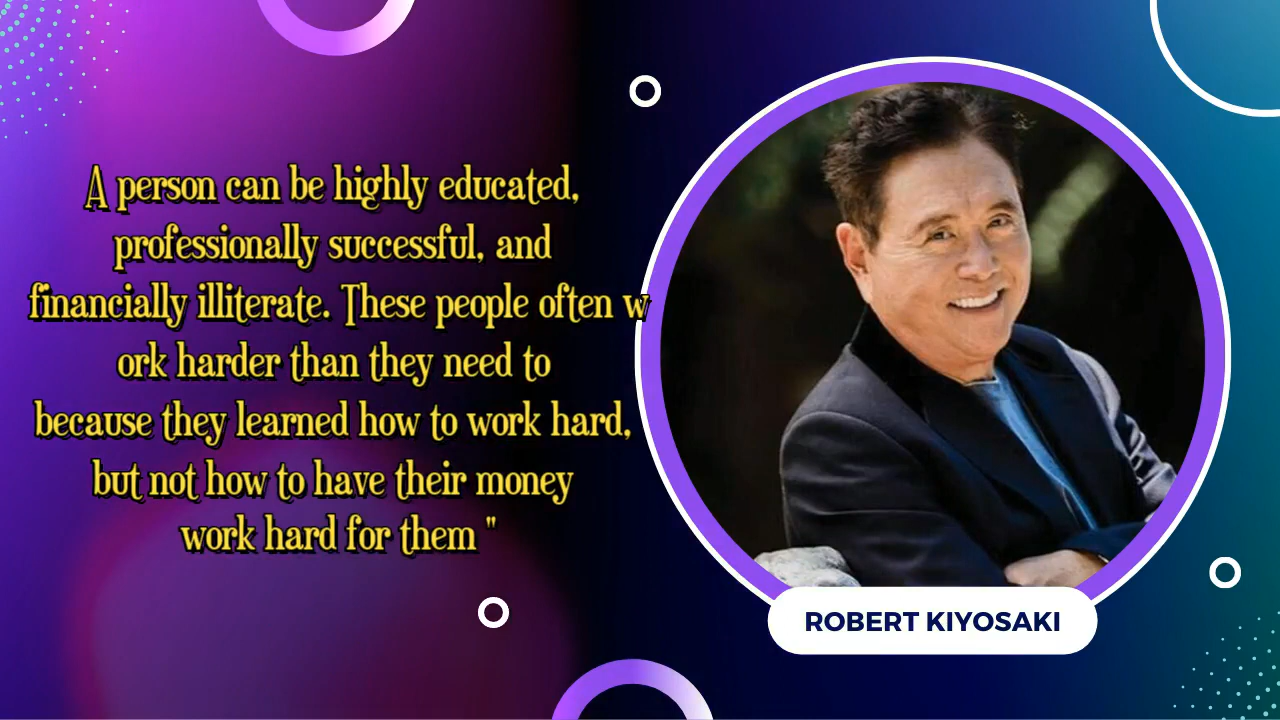 A person can be highly educated,
professionally successful, and
financially illiterate. These people often w
ork harder than they need to
because they learned how to work hard,
but not how to have their money
work hard for them "
ROBERT KIYOSAKI